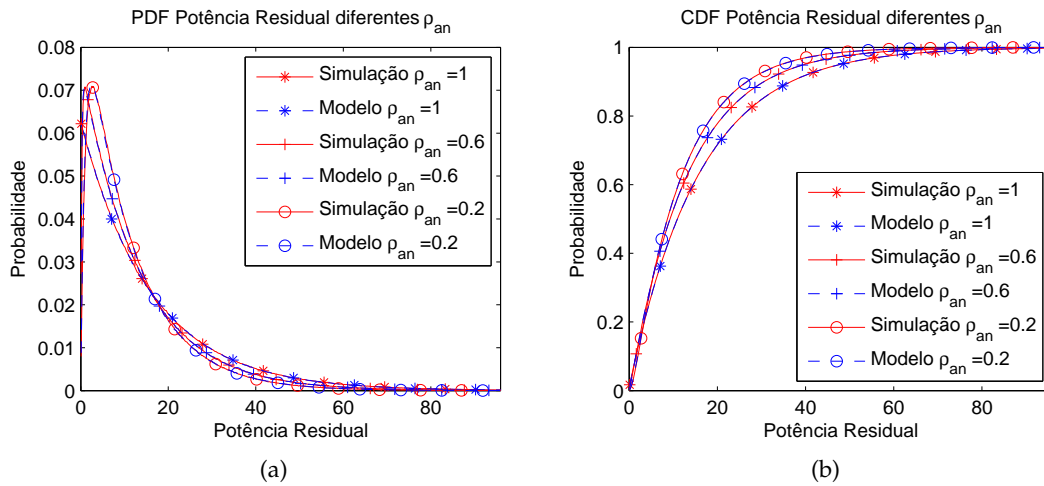 PDF Potência Residual diferentes ρan
0.08
0.07
0.06
0.05
0.04
0.03
0.02
0.01
0
0
20
40
60
80
Probabilidade
Potência Residual
Simulação ρan =1
Modelo ρan =1
Simulação ρan =0.6
Modelo ρan =0.6
Simulação ρan =0.2
Modelo ρan =0.2
(a)
CDF Potência Residual diferentes ρan
1
0.8
0.6
0.4
0.2
0
0
20
40
60
80
Probabilidade
Potência Residual
Simulação ρan =1
Modelo ρan =1
Simulação ρan =0.6
Modelo ρan =0.6
Simulação ρan =0.2
Modelo ρan =0.2
(b)